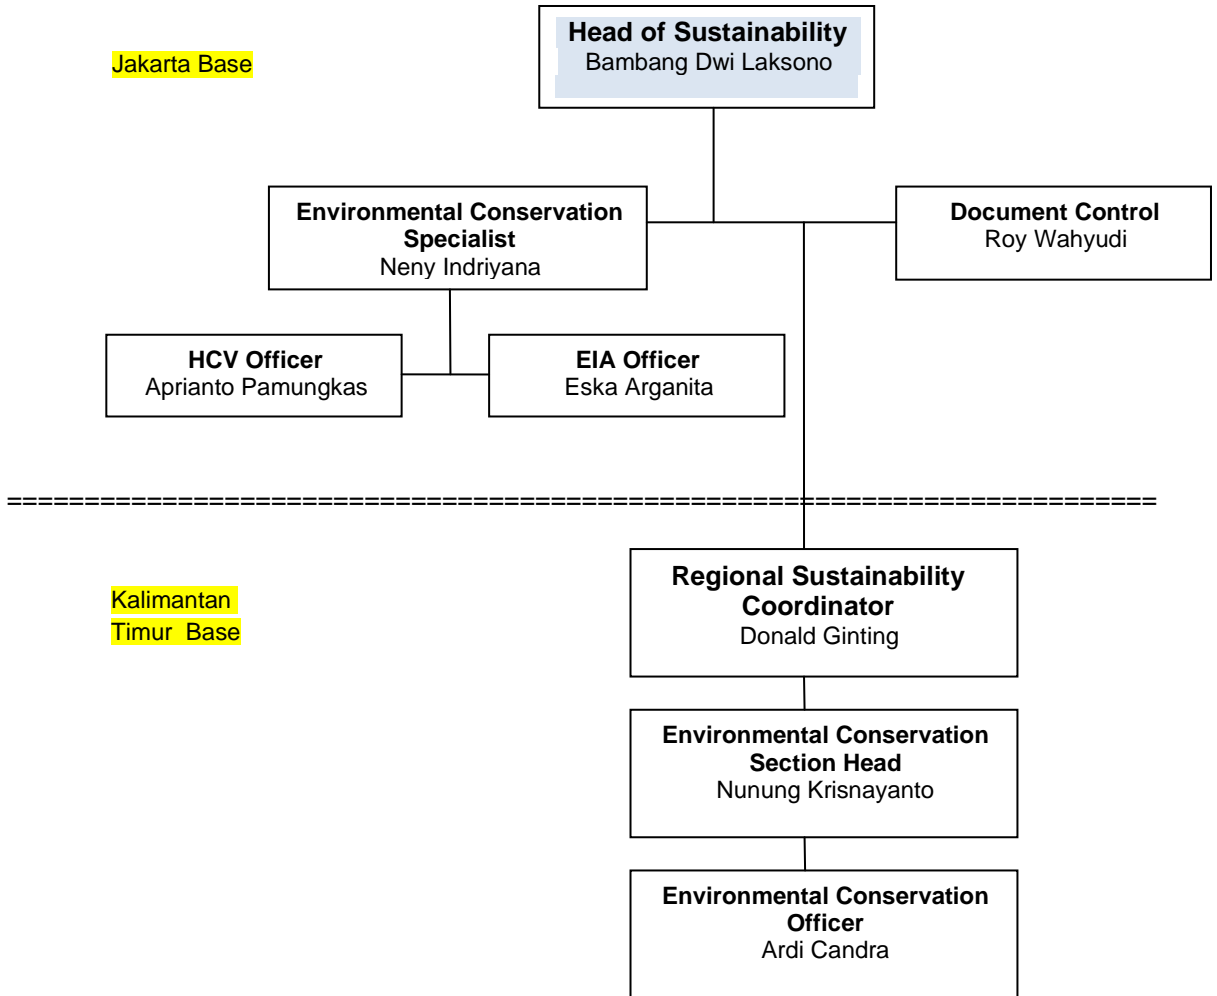 Head of Sustainability
Bambang Dwi Laksono
Jakarta Base
Environmental Conservation
Specialist
Neny Indriyana
Document Control
Roy Wahyudi
HCV Officer
Aprianto Pamungkas
EIA Officer
Eska Arganita
===========================================================================
Regional Sustainability
Coordinator
Donald Ginting
Kalimantan
Timur Base
Environmental Conservation
Section Head
Nunung Krisnayanto
Environmental Conservation
Officer
Ardi Candra